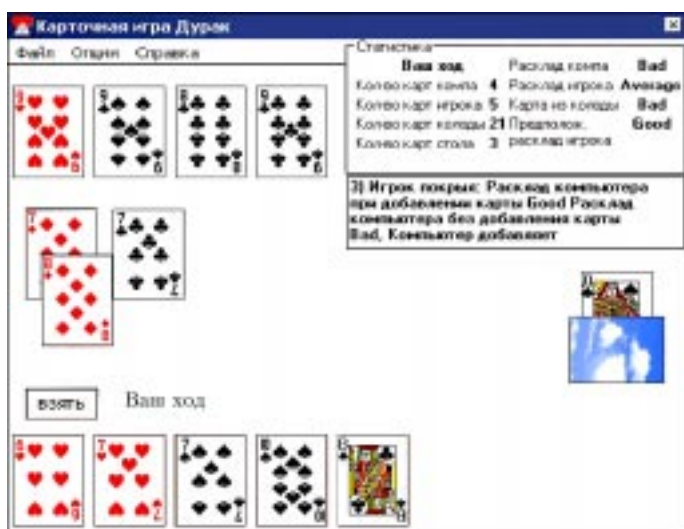 Карточная игра Дурак
Файл Опции Справка
Статистика
Ваш ход
Расклад компа Bad
Кол-во карт компа 4 Расклад игрока Average
Кол-во карт игрока 5 Карта из колоды Bad
Кол-во карт колоды 21 Предполож. Good
Кол-во карт стола 3 расклад игрока
3) Игрок покрыл: Расклад компьютера
при добавлении карты Good Расклад
компьютера без добавления карты
Bad, Компьютер добавляет
взять Ваш ход